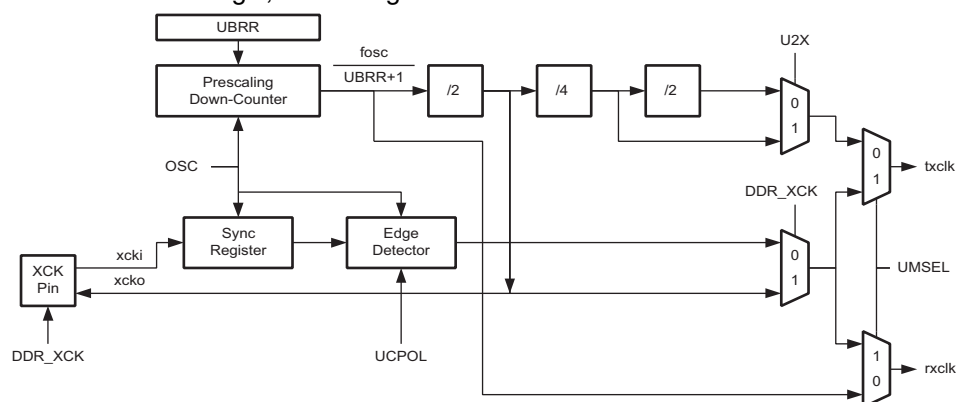 UBRR
fosc
U2X
Prescaling
Down-Counter
UBRR+1
/2
/4
/2
0
1
OSC
0
1
txclk
DDR_XCK
Sync
Register
Edge
Detector
xcki
0
1
UMSEL
XCK
Pin
xcko
DDR_XCK
UCPOL
1
0
rxclk